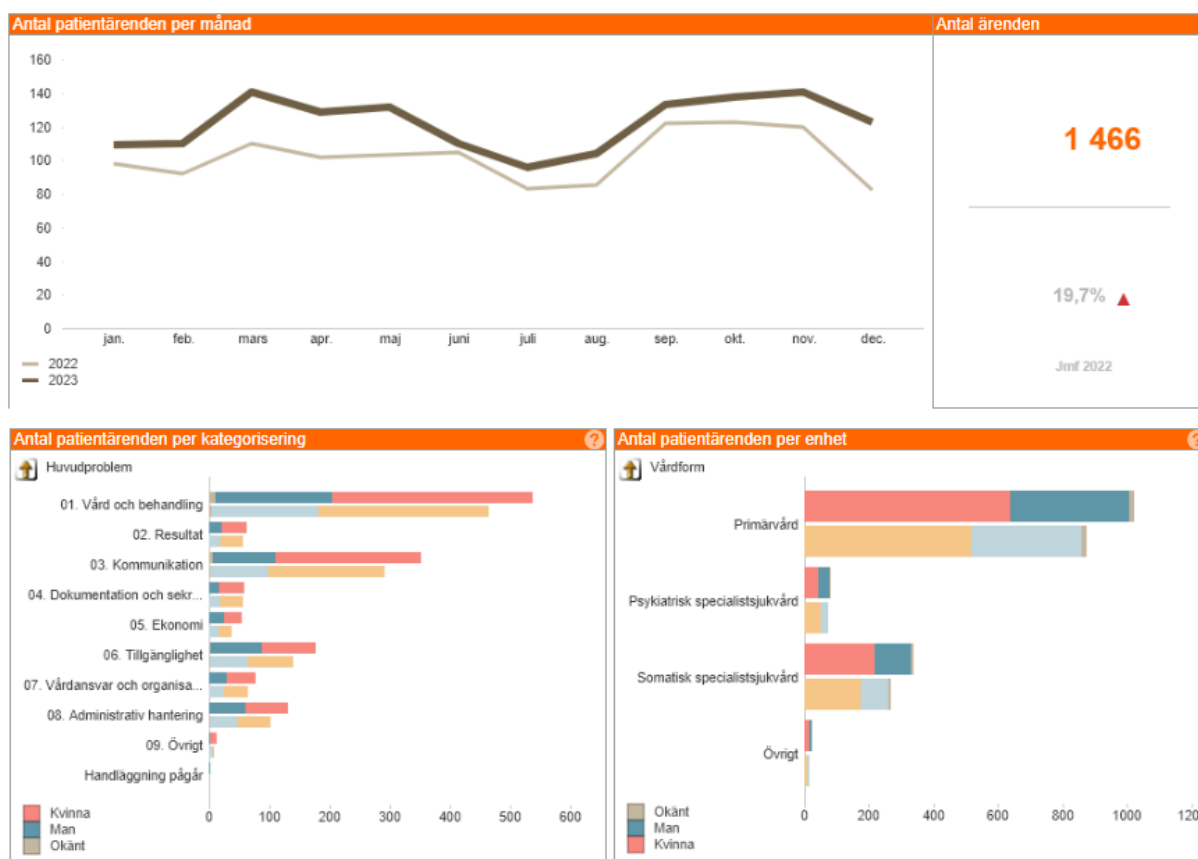 Antal patientärenden per månad
160
140
120
100
80
60
40
20
0
jan. feb. mars apr. maj juni juli aug. sep. okt. nov. dec.
2022
2023
Antal ärenden
1 466
19,7%
Jmf 2022
Antal patientärenden per kategorisering ?
Huvudproblem
01. Vård och behandling
02. Resultat
03. Kommunikation
04. Dokumentation och sekr...
05. Ekonomi
06. Tillgänglighet
07. Vårdansvar och organisa...
08. Administrativ hantering
09. Övrigt
Handläggning pågår
0 100 200 300 400 500 600
Kvinna
Man
Okänt
Antal patientärenden per enhet ?
Vårdform
Primärvård
Psykiatrisk specialistsjukvård
Somatisk specialistsjukvård
Övrigt
0 200 400 600 800 1000 120
Okänt
Man
Kvinna